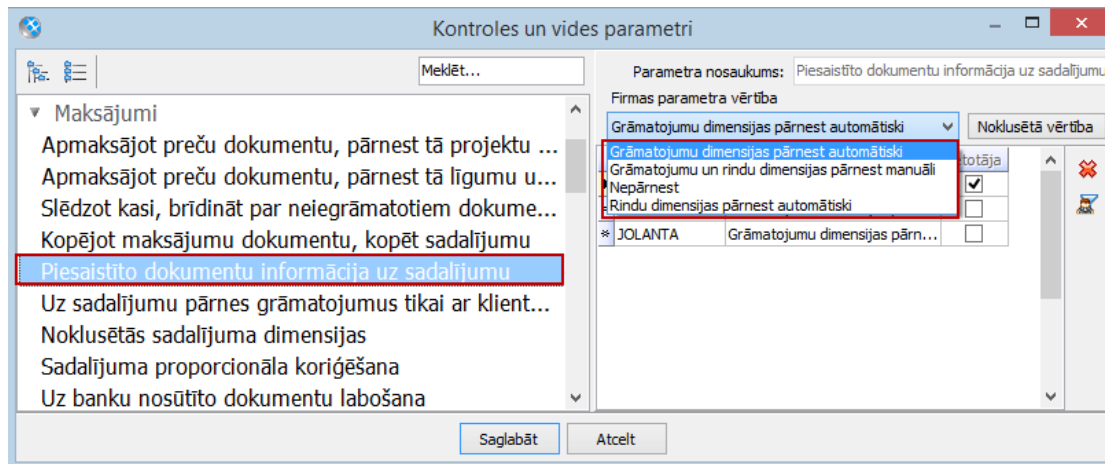 Kontroles un vides parametri
Meklēt...
Maksājumi
Apmaksājot preču dokumentu, pārnest tā projektu ...
Apmaksājot preču dokumentu, pārnest tā līgumu u...
Slēdzot kasi, brīdināt par neiegrāmatotiem dokume...
Kopējot maksājumu dokumentu, kopēt sadalījumu
Piesaistīto dokumentu informācija uz sadalījumu
Uz sadalījumu pārnes grāmatojumus tikai ar klient...
Noklusētās sadalījuma dimensijas
Sadalījuma proporcionāla koriģēšana
Uz banku nosūtīto dokumentu labošana
Parametra nosaukums: Piesaistīto dokumentu informācija uz sadalījumu
Firmas parametra vērtība
Grāmatojumu dimensijas pārnest automātiski
Noklusētā vērtība
Grāmatojumu dimensijas pārnest automātiski
Grāmatojumu un rindu dimensijas pārnest manuāli
Nepārnest
Rindu dimensijas pārnest automātiski
JOLANTA Grāmatojumu dimensijas pārn...
Saglabāt
Atcelt